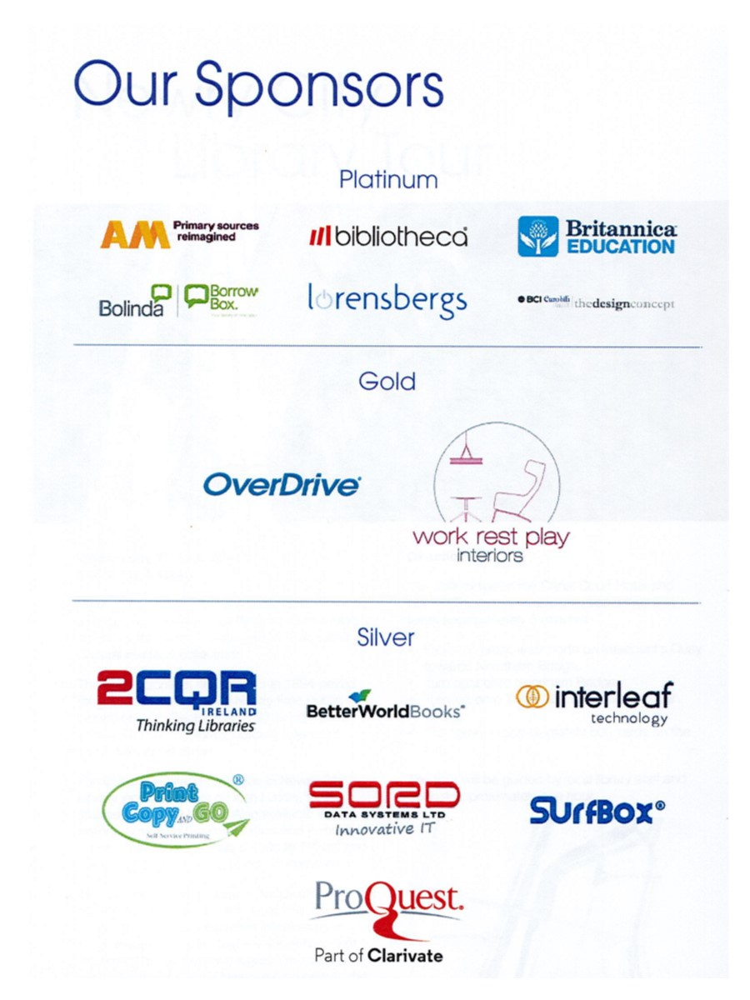 Our Sponsors
Platinum
AM Primary sources reimagined
bibliotheca
Britannica®
EDUCATION
Bolinda
Borrow
Box.
lorensbergs
BCI Eurobib thedesignconcept
Gold
OverDrive®
work rest play
interiors
Silver
2CQR
IRELAND
Thinking Libraries
BetterWorldBooks®
interleaf
technology
Print ®
Copy AND GO
Self Service Printing
SORD
DATA SYSTEMS LTD
Innovative IT
SurfBox®
ProQuest.
Part of Clarivate